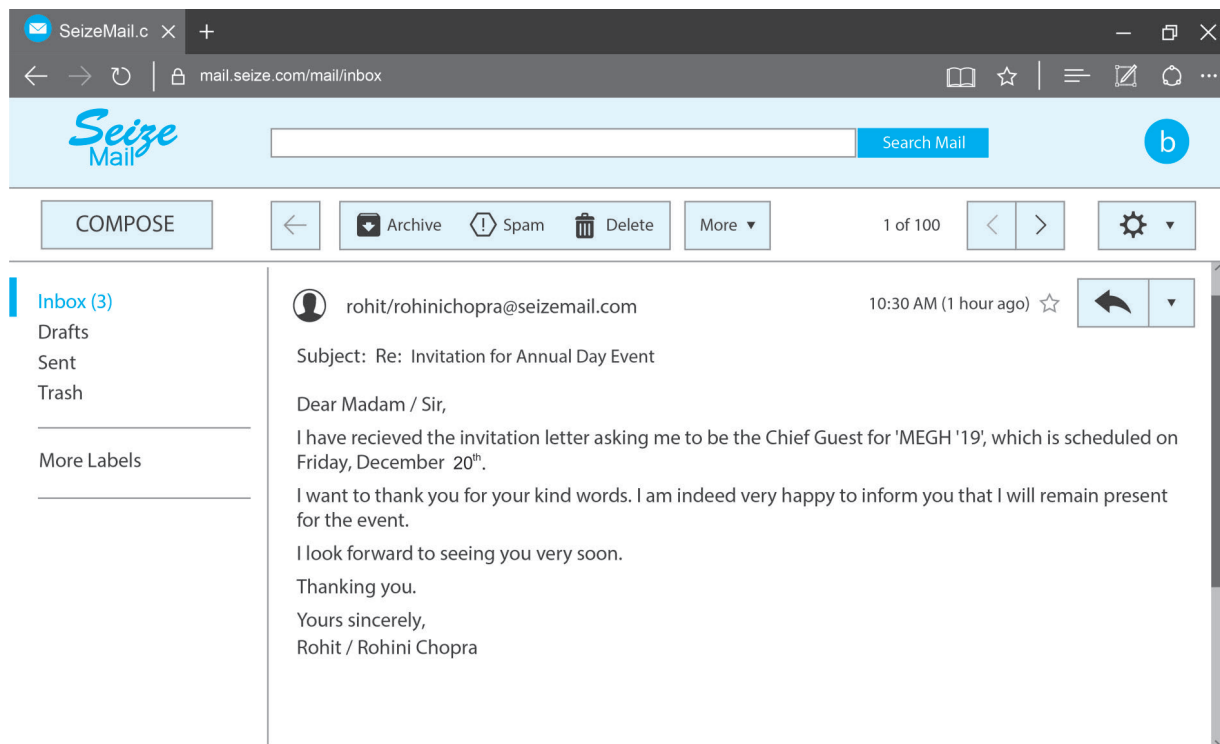 SeizeMail.c
mail.seize.com/mail/inbox
Seize
Mail
Search Mail
b
COMPOSE
Archive
Spam
Delete
More
1 of 100
Inbox (3)
Drafts
Sent
Trash
More Labels
rohit/rohinichopra@seizemail.com
10:30 AM (1 hour ago)
Subject: Re: Invitation for Annual Day Event
Dear Madam / Sir,
I have recieved the invitation letter asking me to be the Chief Guest for 'MEGH '19', which is scheduled on
Friday, December 20th.
I want to thank you for your kind words. I am indeed very happy to inform you that I will remain present
for the event.
I look forward to seeing you very soon.
Thanking you.
Yours sincerely,
Rohit / Rohini Chopra